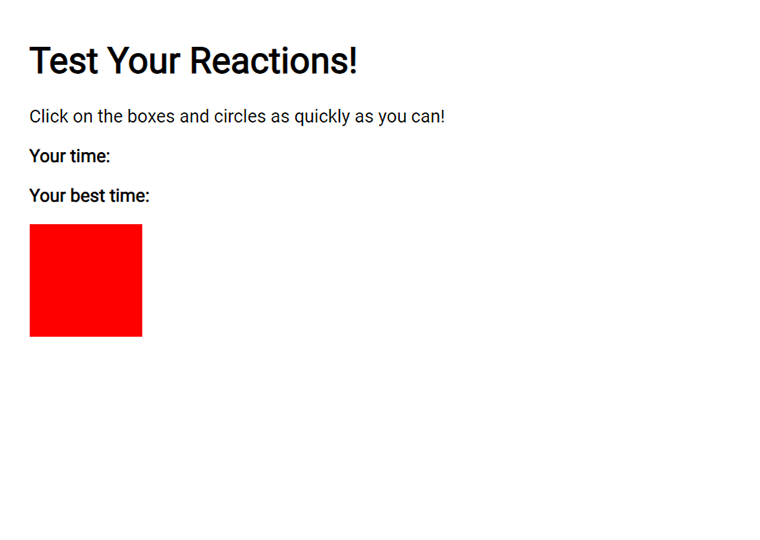 Test Your Reactions!
Click on the boxes and circles as quickly as you can!
Your time:
Your best time: